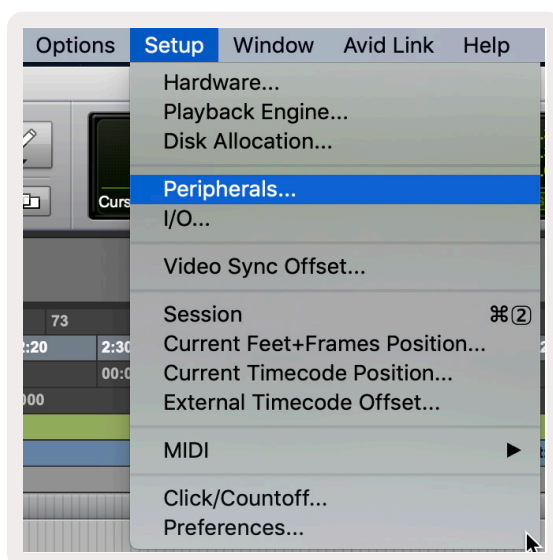 Options Setup Window Avid Link Help
Hardware...
Playback Engine...
Disk Allocation...
Peripherals...
Curs
I/O...
Video Sync Offset...
73
Session ⌘2
:20 2:30 Current Feet+Frames Position...
00:0 Current Timecode Position...
000 External Timecode Offset...
MIDI ▶
Click/Countoff...
Preferences...